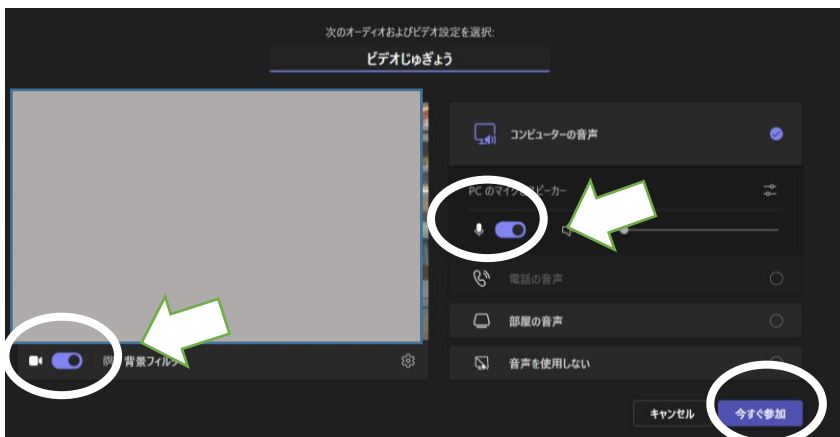 次のオーディオおよびビデオ設定を選択:
ビデオじゅぎょう
コンピューターの音声
PC のマイク ピーカー
電話の音声
部屋の音声
背景フィル
音声を使用しない
キャンセル
今すぐ参加